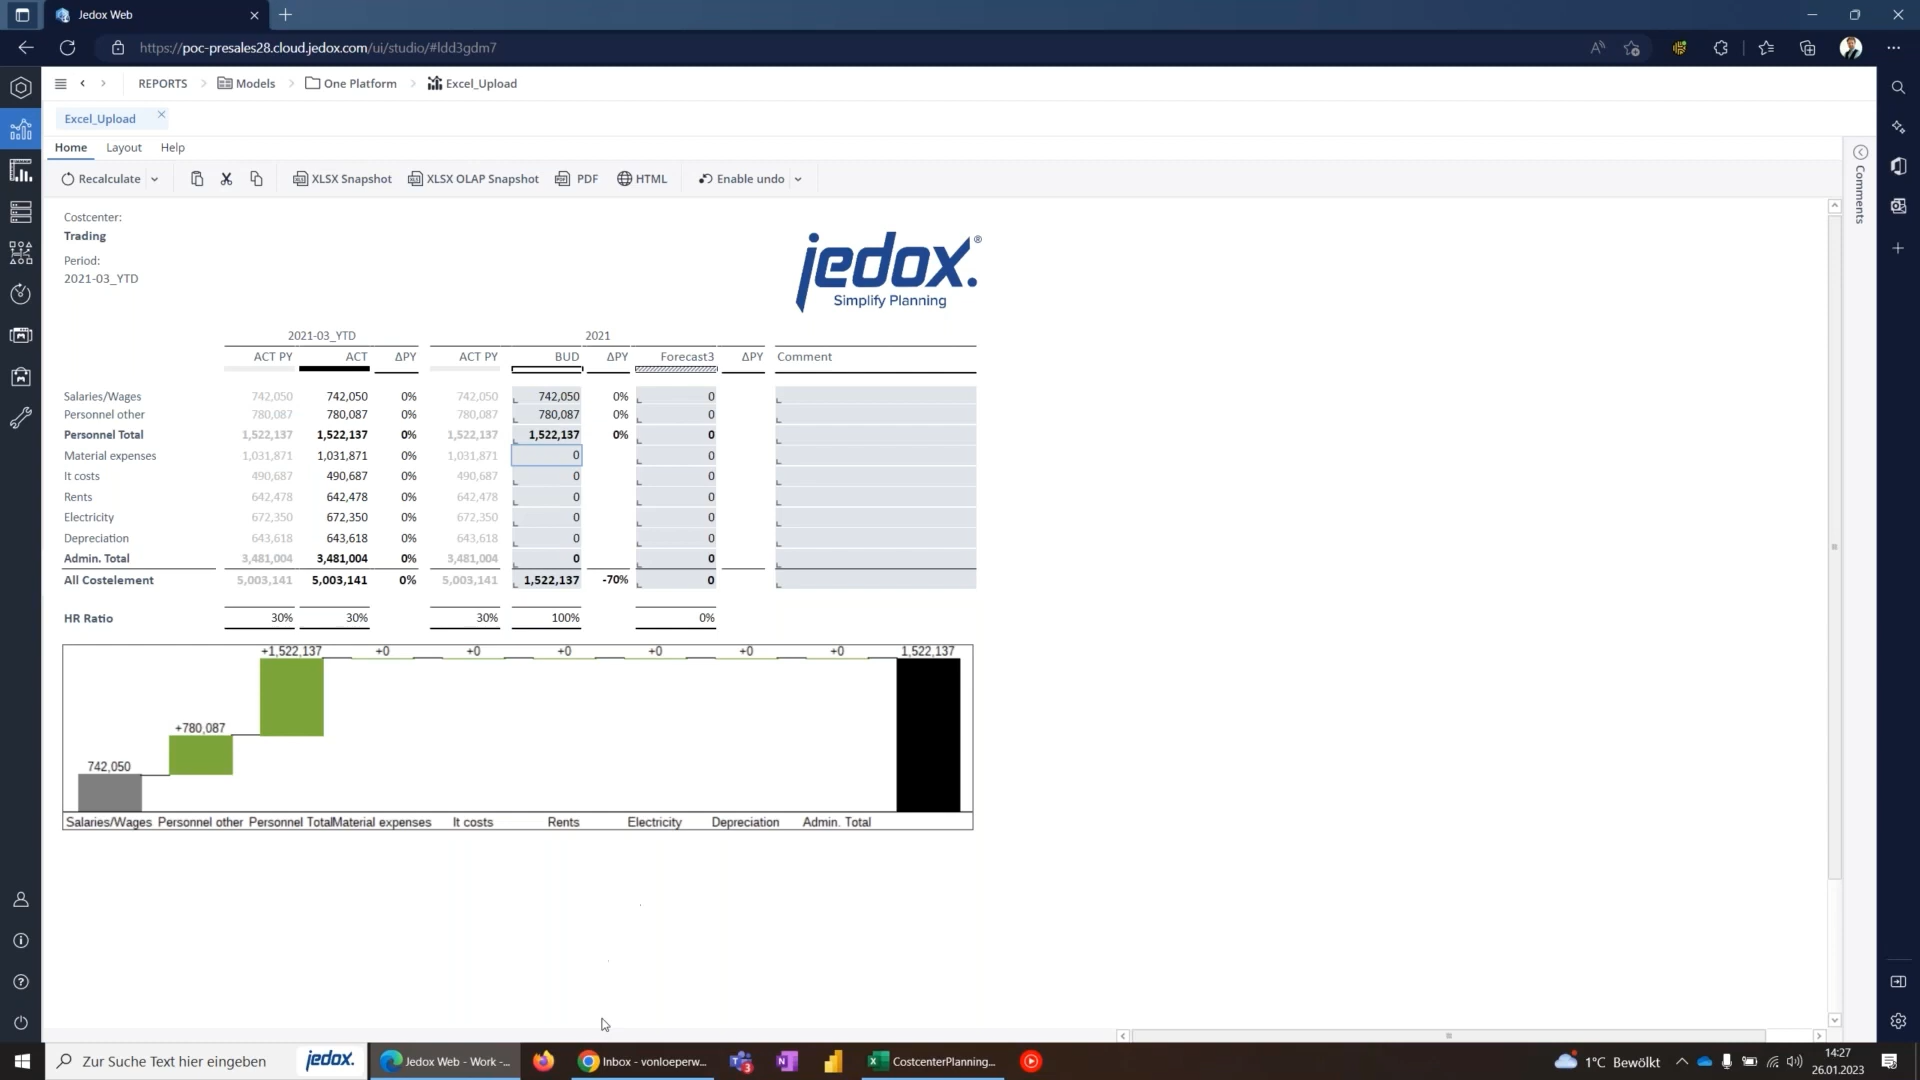 Jedox Web
https://poc-presales28.cloud.jedox.com/ui/studio/#ldd3gdm7
REPORTS Models One Platform Excel_Upload
Excel_Upload
Home Layout Help
Recalculate XLSX Snapshot XLSX OLAP Snapshot PDF HTML Enable undo
Comments
Costcenter:
Trading
Period:
2021-03_YTD
jedox.®
Simplify Planning
2021-03_YTD 2021
ACT PY ACT ΔPY ACT PY BUD ΔPY Forecast3 ΔPY Comment
Salaries/Wages 742,050 742,050 0% 742,050 742,050 0% 0
Personnel other 780,087 780,087 0% 780,087 780,087 0% 0
Personnel Total 1,522,137 1,522,137 0% 1,522,137 1,522,137 0% 0
Material expenses 1,031,871 1,031,871 0% 1,031,871 0 0
It costs 490,687 490,687 0% 490,687 0 0
Rents 642,478 642,478 0% 642,478 0 0
Electricity 672,350 672,350 0% 672,350 0 0
Depreciation 643,618 643,618 0% 643,618 0 0
Admin. Total 3,481,004 3,481,004 0% 3,481,004 0 0
All Costelement 5,003,141 5,003,141 0% 5,003,141 1,522,137 -70% 0
HR Ratio 30% 30% 30% 100% 0%
+1,522,137 +0 +0 +0 +0 +0 +0 1,522,137
+780,087
742,050
Salaries/Wages Personnel other Personnel Total Material expenses It costs Rents Electricity Depreciation Admin. Total
Zur Suche Text hier eingeben jedox. Jedox Web - Work -... Inbox - vonloeperw... 3 CostcenterPlanning... 1°C Bewölkt 14:27
26.01.2023